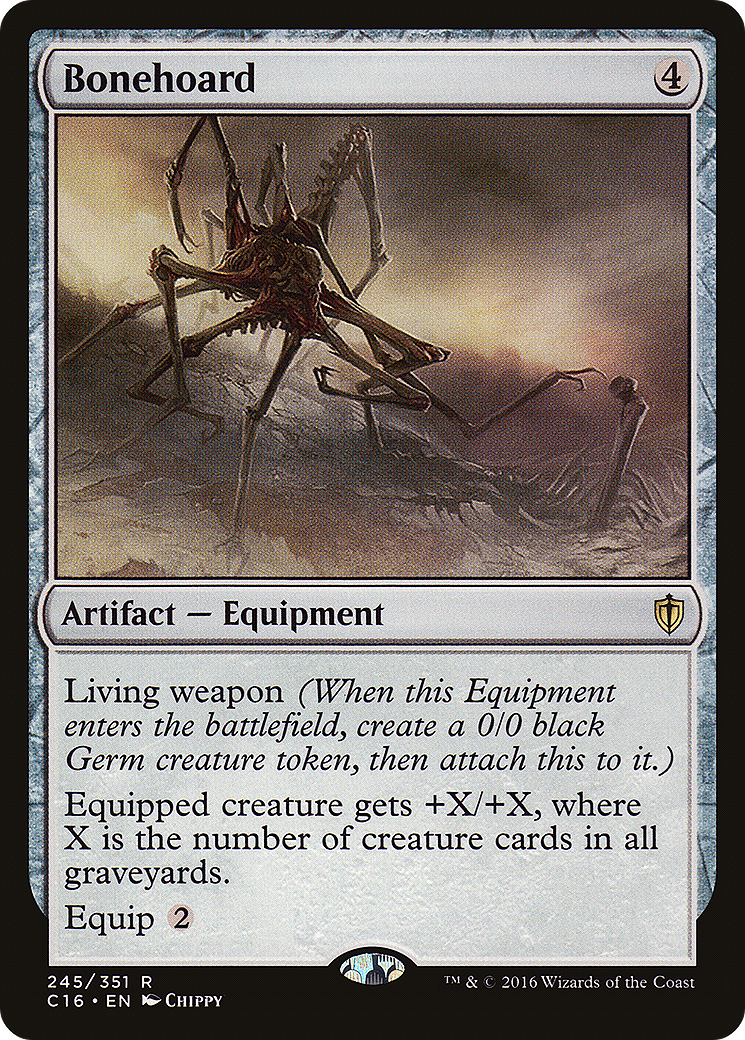 Bonehoard 4
Artifact — Equipment
Living weapon (When this Equipment
enters the battlefield, create a 0/0 black
Germ creature token, then attach this to it.)
Equipped creature gets +X/+X, where
X is the number of creature cards in all
graveyards.
Equip 2
245/351 R
™ & © 2016 Wizards of the Coast
C16 • EN CHIPPY